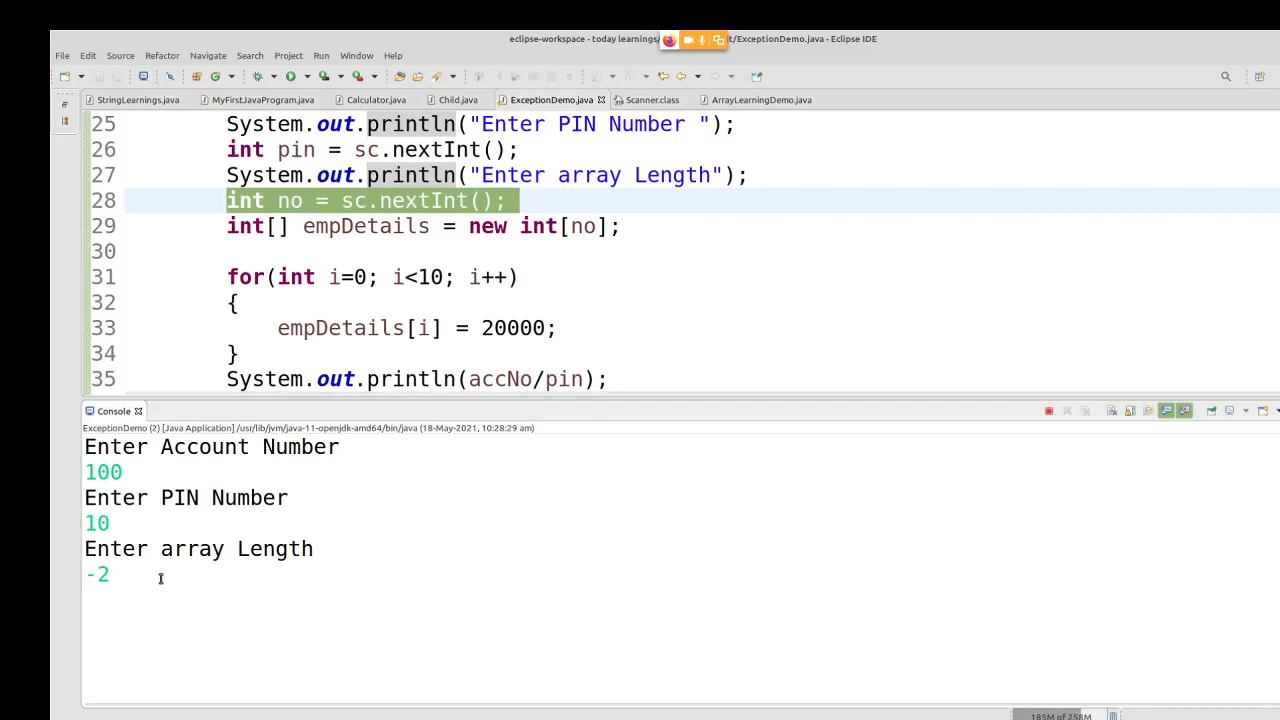 eclipse-workspace - today learnings/ t/ExceptionDemo.java - Eclipse IDE
File Edit Source Refactor Navigate Search Project Run Window Help
StringLearnings.java MyFirstJavaProgram.java Calculator.java Child.java ExceptionDemo.java Scanner.class ArrayLearningDemo.java
25 System.out.println("Enter PIN Number ");
26 int pin = sc.nextInt();
27 System.out.println("Enter array Length");
28 int no = sc.nextInt();
29 int[] empDetails = new int[no];
30
31 for(int i=0; i<10; i++)
32 {
33 empDetails[i] = 20000;
34 }
35 System.out.println(accNo/pin);
Console
ExceptionDemo (2) [Java Application] /usr/lib/jvm/java-11-openjdk-amd64/bin/java (18-May-2021, 10:28:29 am)
Enter Account Number
100
Enter PIN Number
10
Enter array Length
-2
185M of 258M